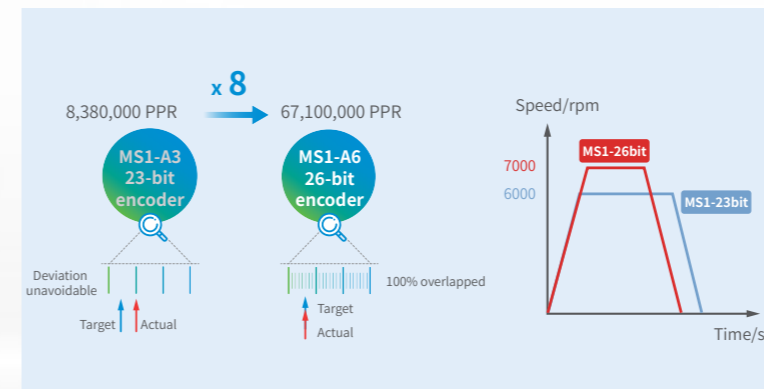 x 8
8,380,000 PPR
67,100,000 PPR
MS1-A3
23-bit
encoder
MS1-A6
26-bit
encoder
Deviation
unavoidable
Target
Actual
100% overlapped
Target
Actual
Speed/rpm
7000
6000
MS1-26bit
MS1-23bit
Time/s